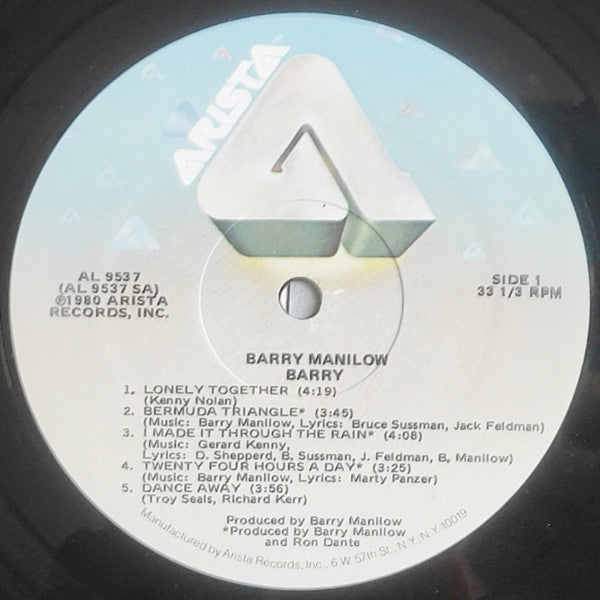 ARISTA
AL 9537
(AL 9537 SA)
℗1980 ARISTA
RECORDS, INC.
SIDE 1
33 1/3 RPM
BARRY MANILOW
BARRY
1. LONELY TOGETHER (4:19)
(Kenny Nolan)
2. BERMUDA TRIANGLE* (3:45)
(Music: Barry Manilow, Lyrics: Bruce Sussman, Jack Feldman)
3. I MADE IT THROUGH THE RAIN* (4:08)
(Music: Gerard Kenny,
Lyrics: D. Shepperd, B. Sussman, J. Feldman, B. Manilow)
4. TWENTY FOUR HOURS A DAY* (3:25)
(Music: Barry Manilow, Lyrics: Marty Panzer)
5. DANCE AWAY (3:56)
(Troy Seals, Richard Kerr)
Produced by Barry Manilow
*Produced by Barry Manilow
and Ron Dante
Manufactured by Arista Records, Inc., 6 W 57th St., N.Y., N.Y. 10019